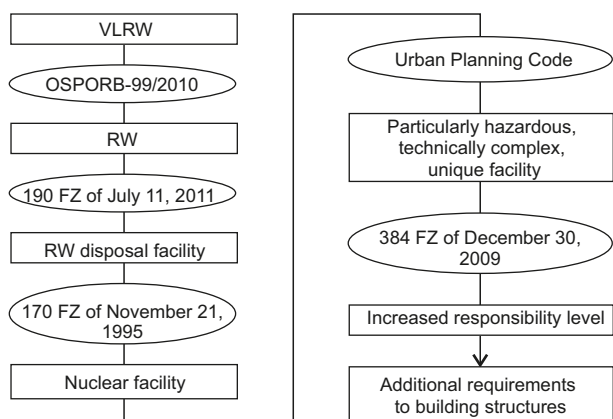 VLRW
OSPORB-99/2010
RW
190 FZ of July 11, 2011
RW disposal facility
170 FZ of November 21,
1995
Nuclear facility
Urban Planning Code
Particularly hazardous,
technically complex,
unique facility
384 FZ of December 30,
2009
Increased responsibility level
Additional requirements
to building structures